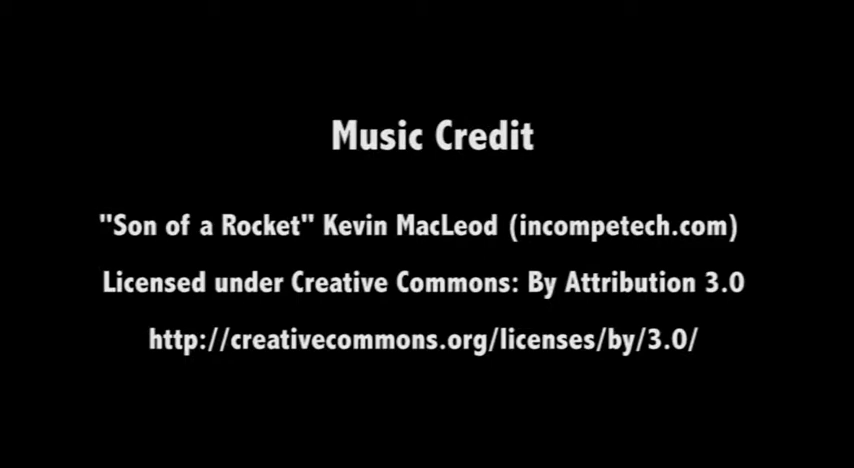 Music Credit
"Son of a Rocket" Kevin MacLeod (incompetech.com)
Licensed under Creative Commons: By Attribution 3.0
http://creativecommons.org/licenses/by/3.0/